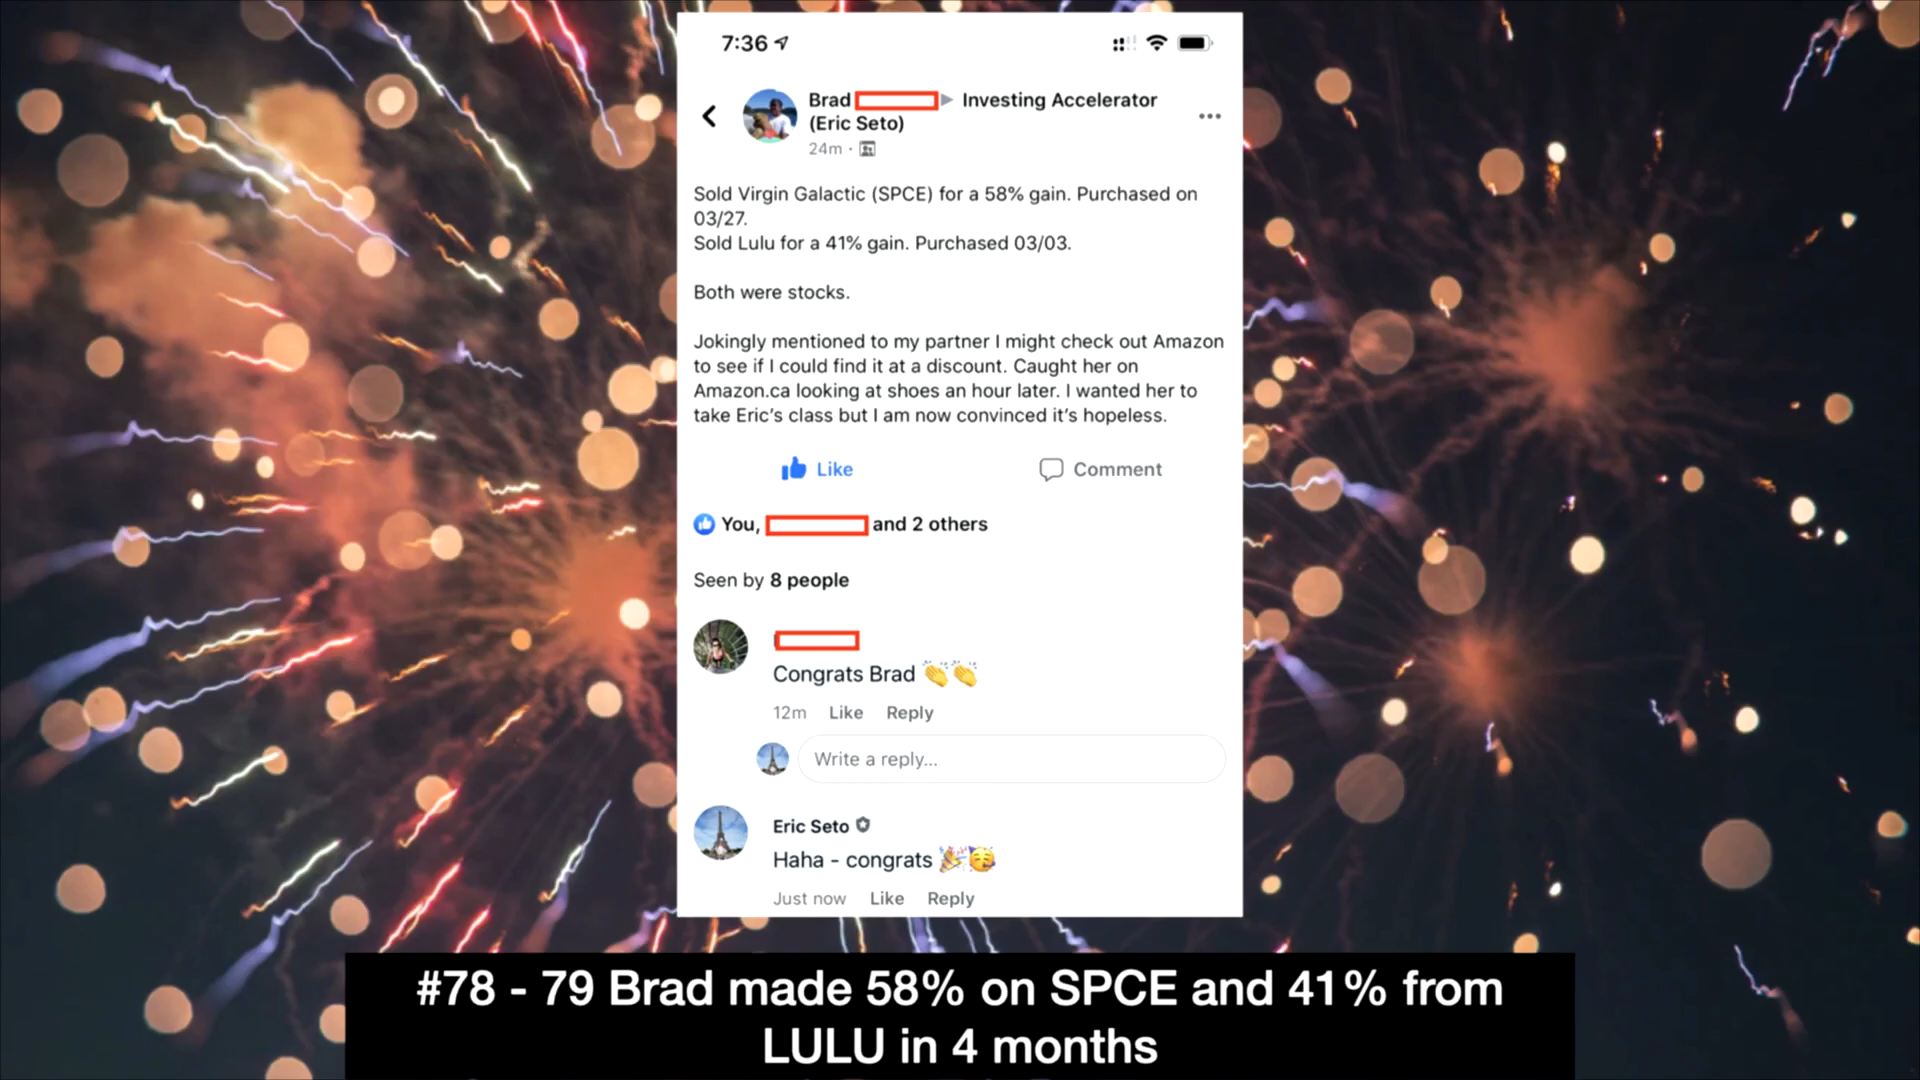 7:36
Brad Investing Accelerator
(Eric Seto)
24m ·
Sold Virgin Galactic (SPCE) for a 58% gain. Purchased on
03/27.
Sold Lulu for a 41% gain. Purchased 03/03.
Both were stocks.
Jokingly mentioned to my partner I might check out Amazon
to see if I could find it at a discount. Caught her on
Amazon.ca looking at shoes an hour later. I wanted her to
take Eric’s class but I am now convinced it’s hopeless.
Like Comment
You, and 2 others
Seen by 8 people
Congrats Brad 👏👏
12m Like Reply
Write a reply...
Eric Seto
Haha - congrats 🎉🥳
Just now Like Reply
#78 - 79 Brad made 58% on SPCE and 41% from
LULU in 4 months